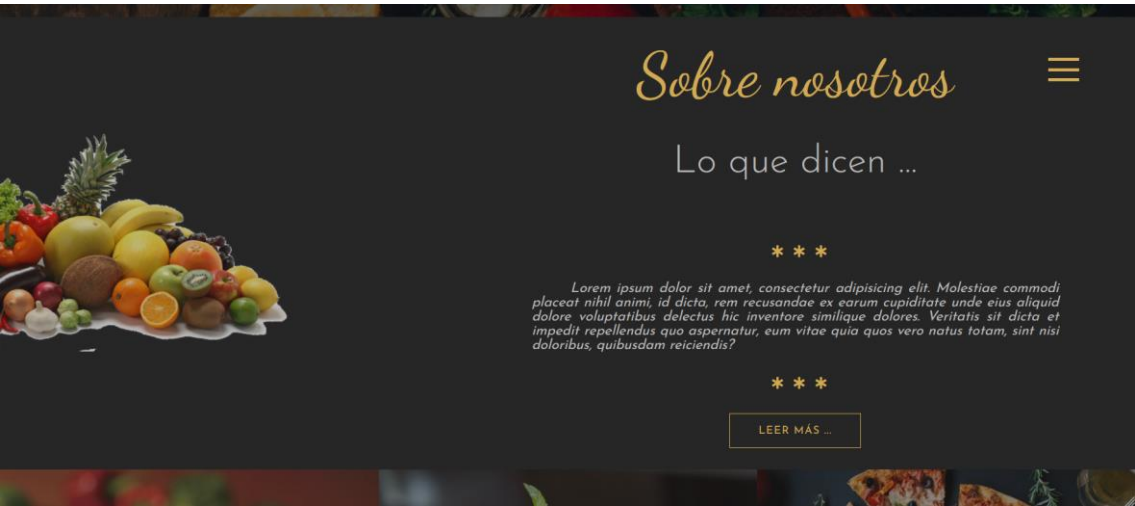 Sobre nosotros
Lo que dicen ...
* * *
Lorem ipsum dolor sit amet, consectetur adipisicing elit. Molestiae commodi
placeat nihil animi, id dicta, rem recusandae ex earum cupiditate unde eius aliquid
dolore voluptatibus delectus hic inventore similique dolores. Veritatis sit dicta et
impedit repellendus quo aspernatur, eum vitae quia quos vero natus totam, sint nisi
doloribus, quibusdam reiciendis?
* * *
LEER MÁS ...